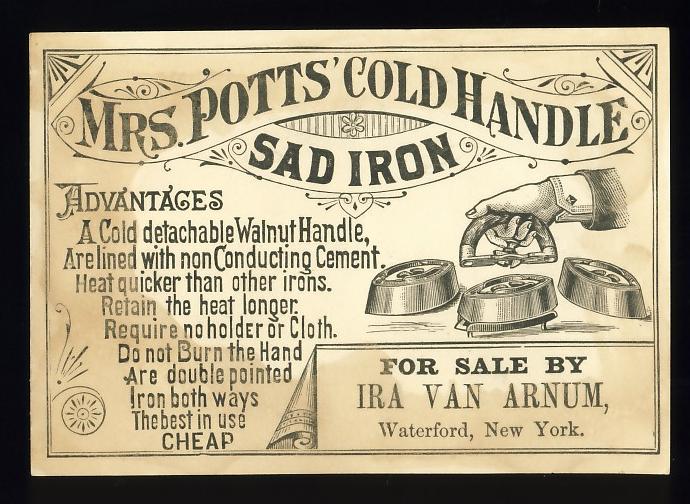 MRS. POTTS' COLD HANDLE
SAD IRON
ADVANTAGES
A Cold detachable Walnut Handle,
Are lined with non Conducting Cement.
Heat quicker than other irons.
Retain the heat longer.
Require no holder or Cloth.
Do not Burn the Hand
Are double pointed
Iron both ways
The best in use
CHEAP
FOR SALE BY
IRA VAN ARNUM,
Waterford, New York.